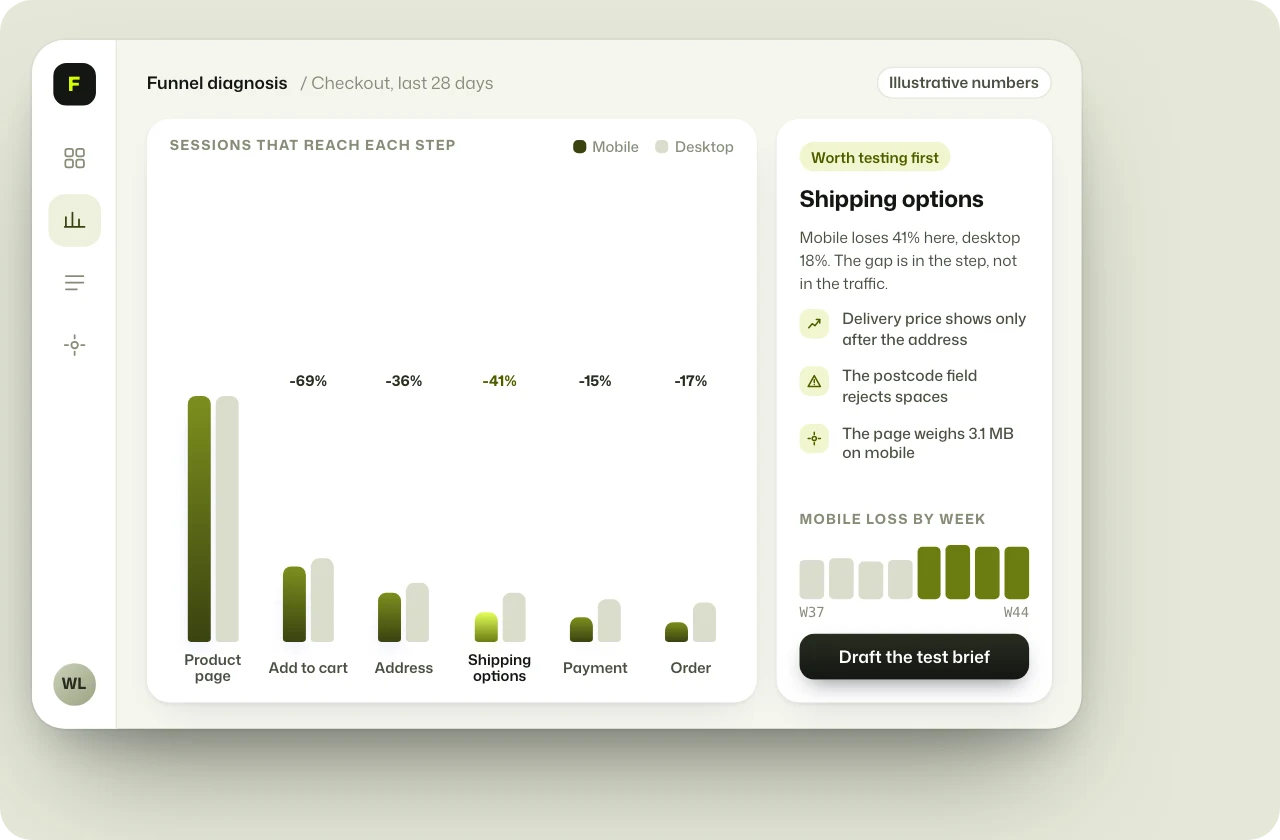 F
Funnel diagnosis / Checkout, last 28 days
Illustrative numbers
SESSIONS THAT REACH EACH STEP
Mobile
Desktop
-69%
-36%
-41%
-15%
-17%
Product
page
Add to cart
Address
Shipping
options
Payment
Order
Worth testing first
Shipping options
Mobile loses 41% here, desktop
18%. The gap is in the step, not
in the traffic.
Delivery price shows only
after the address
The postcode field
rejects spaces
The page weighs 3.1 MB
on mobile
MOBILE LOSS BY WEEK
W37
W44
Draft the test brief
WL